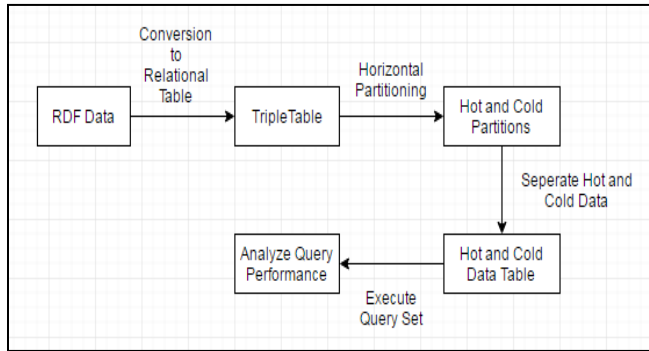 Conversion
to
Relational
Table
Horizontal
Partitioning
RDF Data
TripleTable
Hot and Cold
Partitions
Seperate Hot and
Cold Data
Hot and Cold
Data Table
Analyze Query
Performance
Execute
Query Set